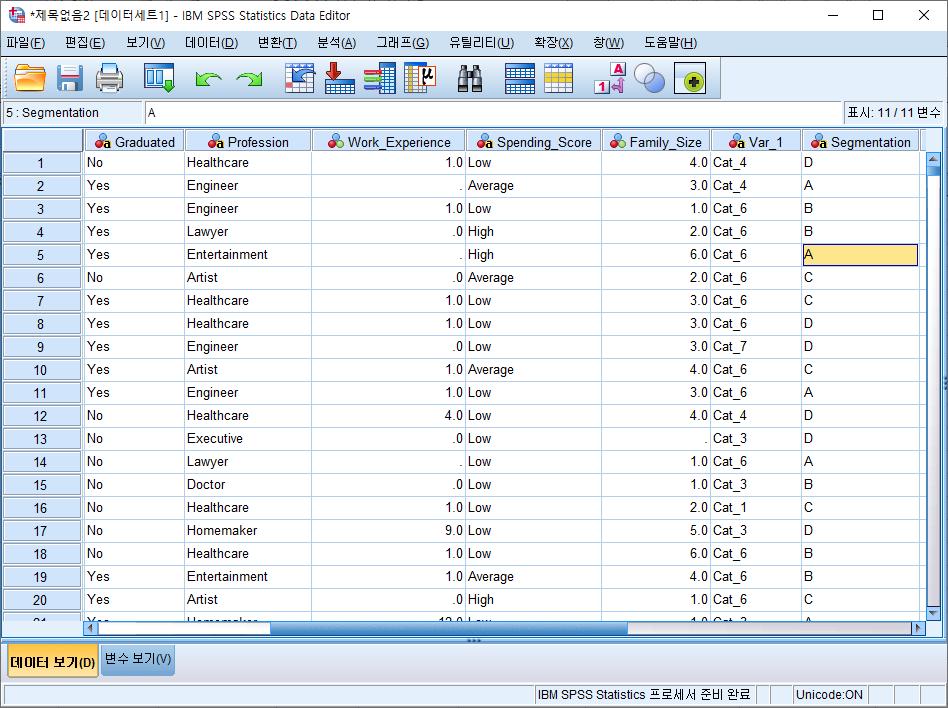 *제목없음2 [데이터세트1] - IBM SPSS Statistics Data Editor
파일(F) 편집(E) 보기(V) 데이터(D) 변환(T) 분석(A) 그래프(G) 유틸리티(U) 확장(X) 창(W) 도움말(H)
5 : Segmentation A 표시: 11 / 11 변수
Graduated Profession Work_Experience Spending_Score Family_Size Var_1 Segmentation
1 No Healthcare 1.0 Low 4.0 Cat_4 D
2 Yes Engineer . Average 3.0 Cat_4 A
3 Yes Engineer 1.0 Low 1.0 Cat_6 B
4 Yes Lawyer .0 High 2.0 Cat_6 B
5 Yes Entertainment . High 6.0 Cat_6 A
6 No Artist .0 Average 2.0 Cat_6 C
7 Yes Healthcare 1.0 Low 3.0 Cat_6 C
8 Yes Healthcare 1.0 Low 3.0 Cat_6 D
9 Yes Engineer .0 Low 3.0 Cat_7 D
10 Yes Artist 1.0 Average 4.0 Cat_6 C
11 Yes Engineer 1.0 Low 3.0 Cat_6 A
12 No Healthcare 4.0 Low 4.0 Cat_4 D
13 No Executive .0 Low . Cat_3 D
14 No Lawyer . Low 1.0 Cat_6 A
15 No Doctor .0 Low 1.0 Cat_3 B
16 No Healthcare 1.0 Low 2.0 Cat_1 C
17 No Homemaker 9.0 Low 5.0 Cat_3 D
18 No Healthcare 1.0 Low 6.0 Cat_6 B
19 Yes Entertainment 1.0 Average 4.0 Cat_6 B
20 Yes Artist .0 High 1.0 Cat_6 C
데이터 보기(D) 변수 보기(V)
IBM SPSS Statistics 프로세서 준비 완료 Unicode:ON